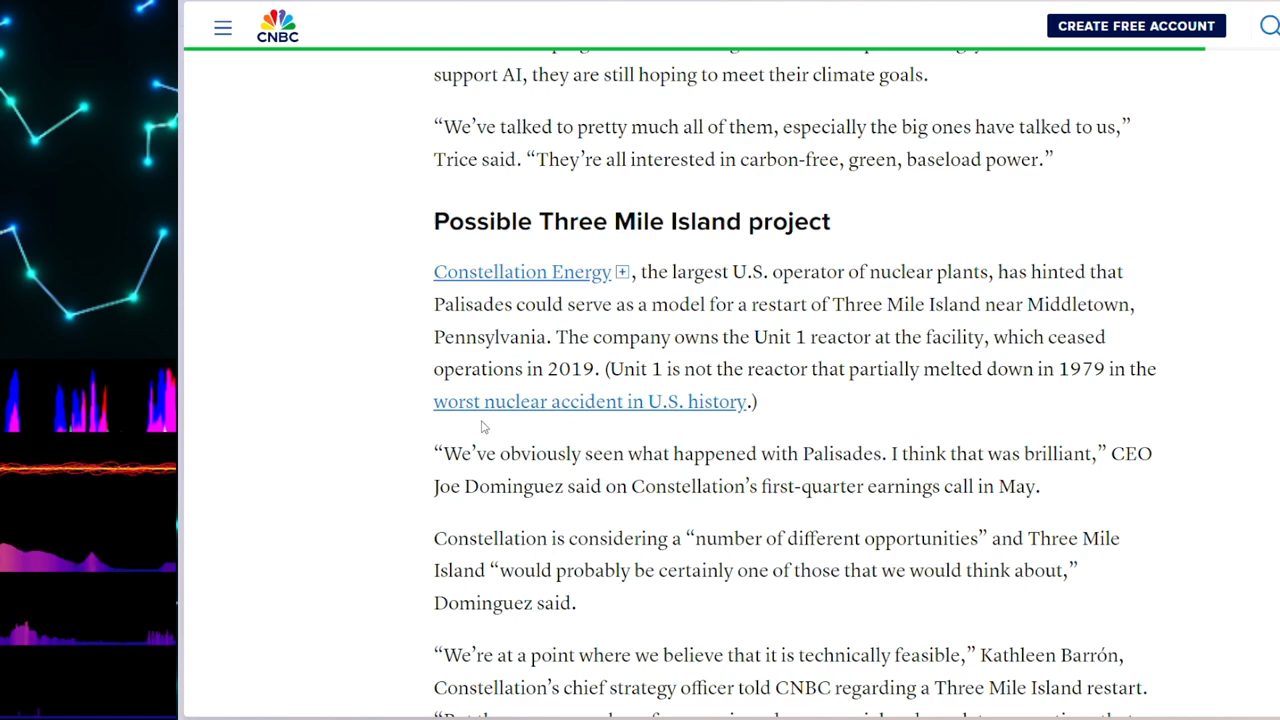 CNBC
CREATE FREE ACCOUNT
support AI, they are still hoping to meet their climate goals.
“We’ve talked to pretty much all of them, especially the big ones have talked to us,”
Trice said. “They’re all interested in carbon-free, green, baseload power.”
Possible Three Mile Island project
Constellation Energy, the largest U.S. operator of nuclear plants, has hinted that
Palisades could serve as a model for a restart of Three Mile Island near Middletown,
Pennsylvania. The company owns the Unit 1 reactor at the facility, which ceased
operations in 2019. (Unit 1 is not the reactor that partially melted down in 1979 in the
worst nuclear accident in U.S. history.)
“We’ve obviously seen what happened with Palisades. I think that was brilliant,” CEO
Joe Dominguez said on Constellation’s first-quarter earnings call in May.
Constellation is considering a “number of different opportunities” and Three Mile
Island “would probably be certainly one of those that we would think about,”
Dominguez said.
“We’re at a point where we believe that it is technically feasible,” Kathleen Barrón,
Constellation’s chief strategy officer told CNBC regarding a Three Mile Island restart.